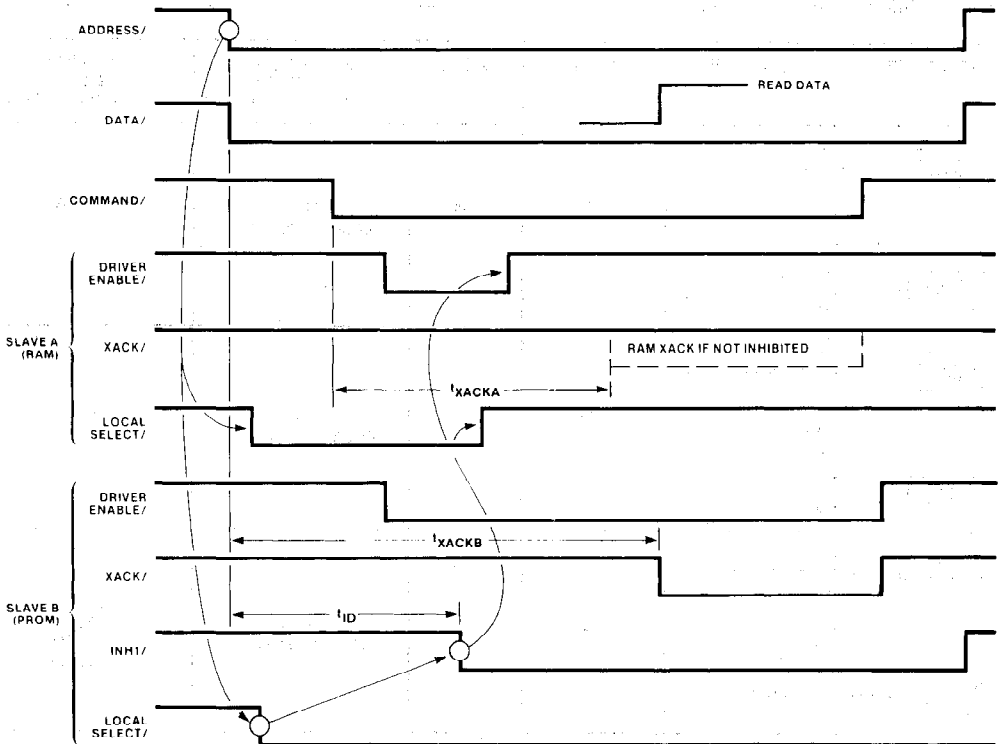 ADDRESS/
READ DATA
DATA/
COMMAND/
DRIVER
ENABLE/
SLAVE A
(RAM)
XACK/
RAM XACK IF NOT INHIBITED
tXACKA
LOCAL
SELECT/
DRIVER
ENABLE/
tXACKB
XACK/
SLAVE B
(PROM)
tID
INH1/
LOCAL
SELECT/